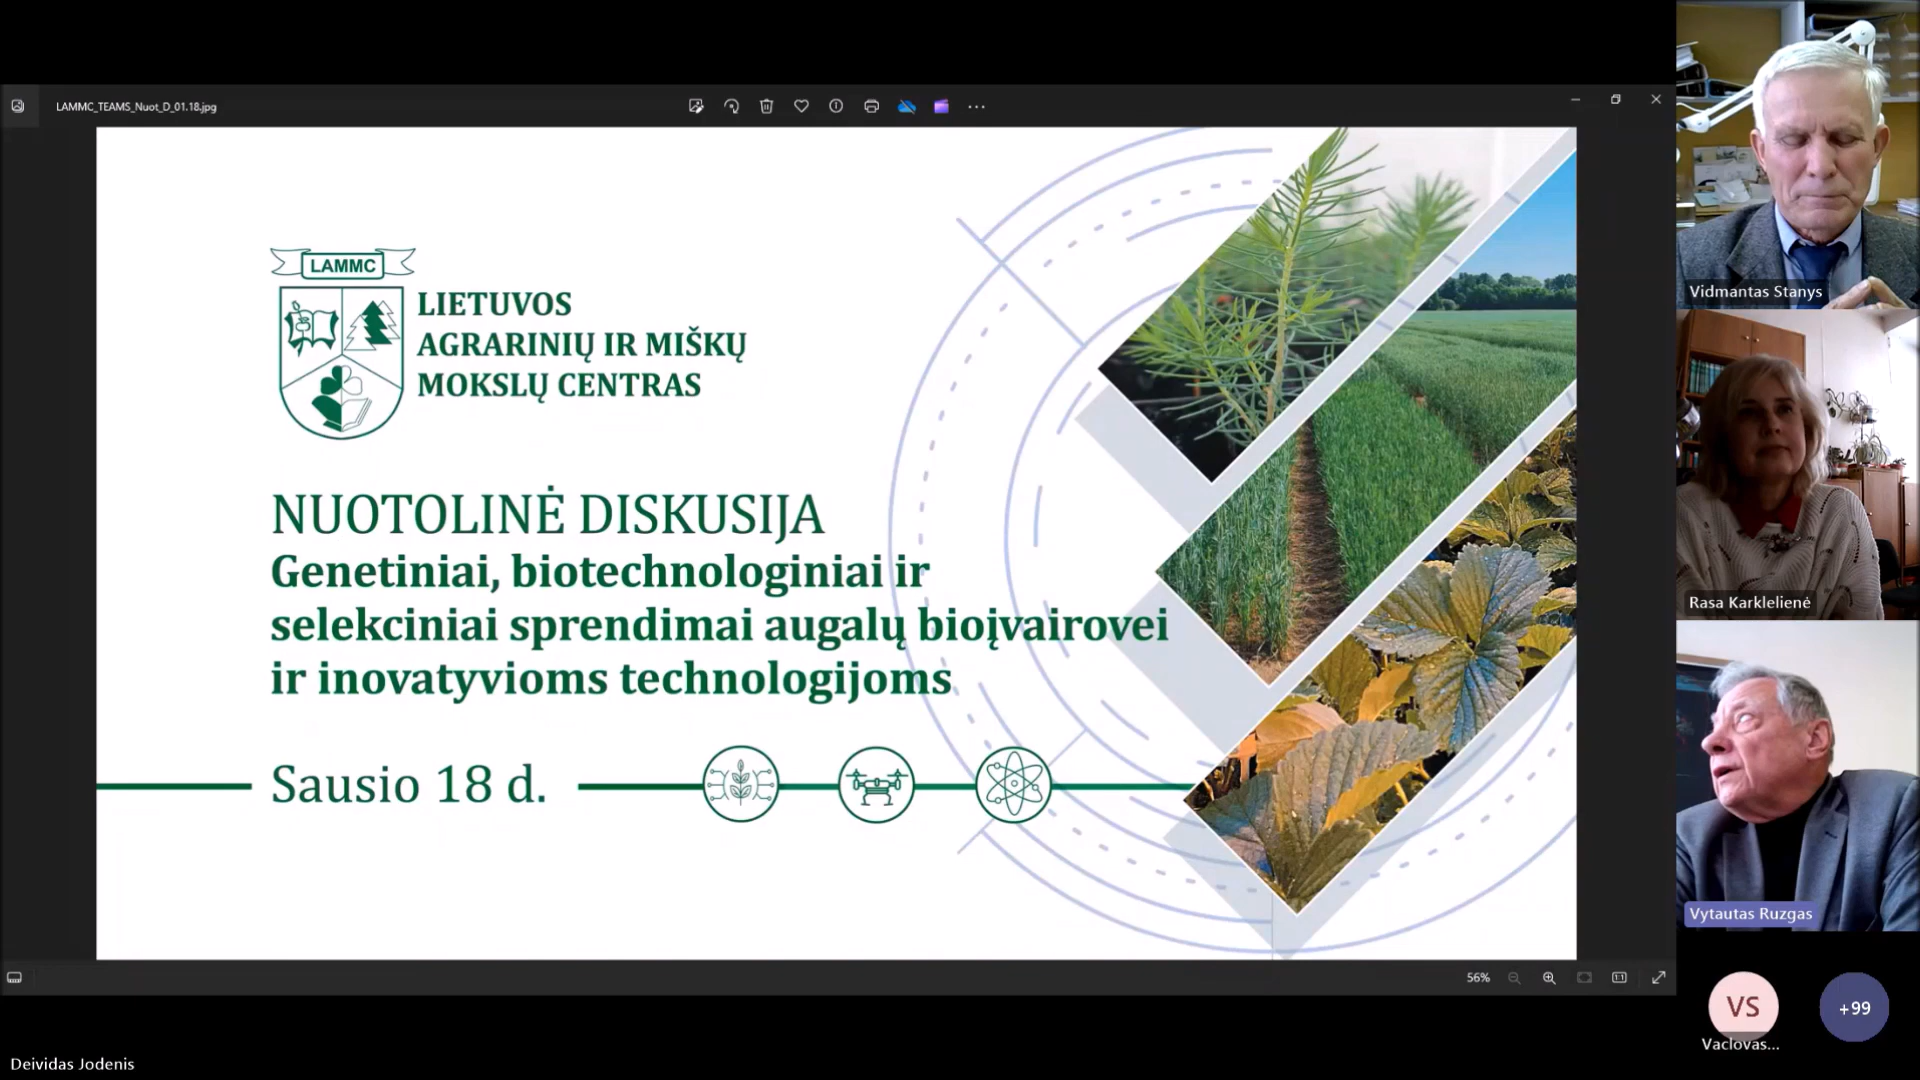 LAMMC_TEAMS_Nuot_D_01.18.jpg
LAMMC
LIETUVOS
AGRARINIŲ IR MIŠKŲ
MOKSLŲ CENTRAS
NUOTOLINĖ DISKUSIJA
Genetiniai, biotechnologiniai ir
selekciniai sprendimai augalų bioįvairovei
ir inovatyvioms technologijoms
Sausio 18 d.
56%
Vidmantas Stanys
Rasa Karklelienė
Vytautas Ruzgas
VS
+99
Vaclovas...
Deividas Jodenis